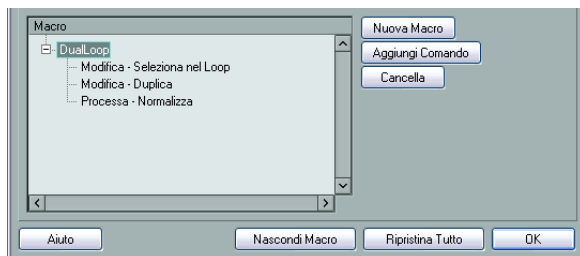 Macro
DualLoop
Modifica - Seleziona nel Loop
Modifica - Duplica
Processa - Normalizza
Nuova Macro
Aggiungi Comando
Cancella
Aiuto
Nascondi Macro
Ripristina Tutto
OK